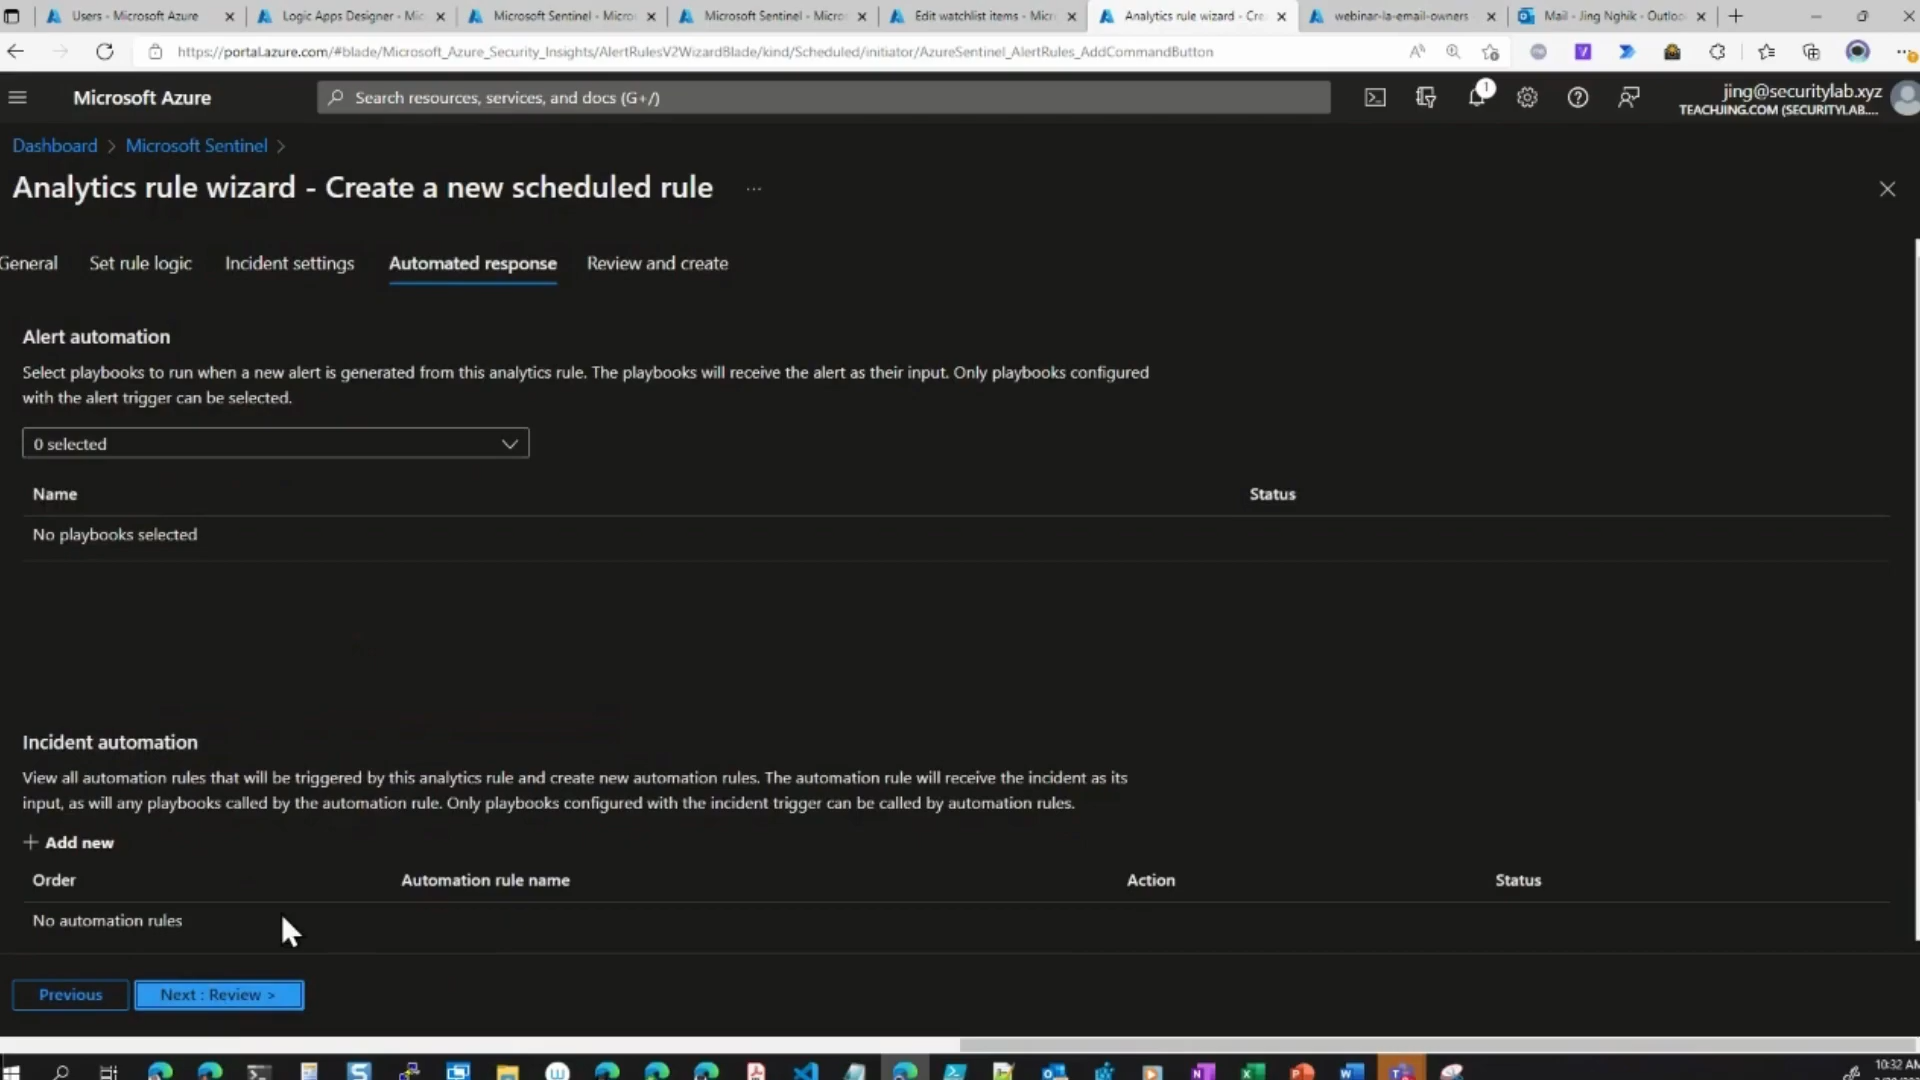 Users - Microsoft Azure
Logic Apps Designer - Mic
Microsoft Sentinel - Micro
Microsoft Sentinel - Micro
Edit watchlist items - Micr
Analytics rule wizard - Cre
webinar-la-email-owners
Mail - Jing Nghik - Outlo
https://portal.azure.com/#blade/Microsoft_Azure_Security_Insights/AlertRulesV2WizardBlade/kind/Scheduled/initiator/AzureSentinel_AlertRules_AddCommandButton
Microsoft Azure
Search resources, services, and docs (G+/)
1
jing@securitylab.xyz
TEACHJING.COM (SECURITYLAB....
Dashboard > Microsoft Sentinel >
Analytics rule wizard - Create a new scheduled rule ...
General
Set rule logic
Incident settings
Automated response
Review and create
Alert automation
Select playbooks to run when a new alert is generated from this analytics rule. The playbooks will receive the alert as their input. Only playbooks configured
with the alert trigger can be selected.
0 selected
Name
Status
No playbooks selected
Incident automation
View all automation rules that will be triggered by this analytics rule and create new automation rules. The automation rule will receive the incident as its
input, as will any playbooks called by the automation rule. Only playbooks configured with the incident trigger can be called by automation rules.
+ Add new
Order
Automation rule name
Action
Status
No automation rules
Previous
Next : Review >
10:32 AM